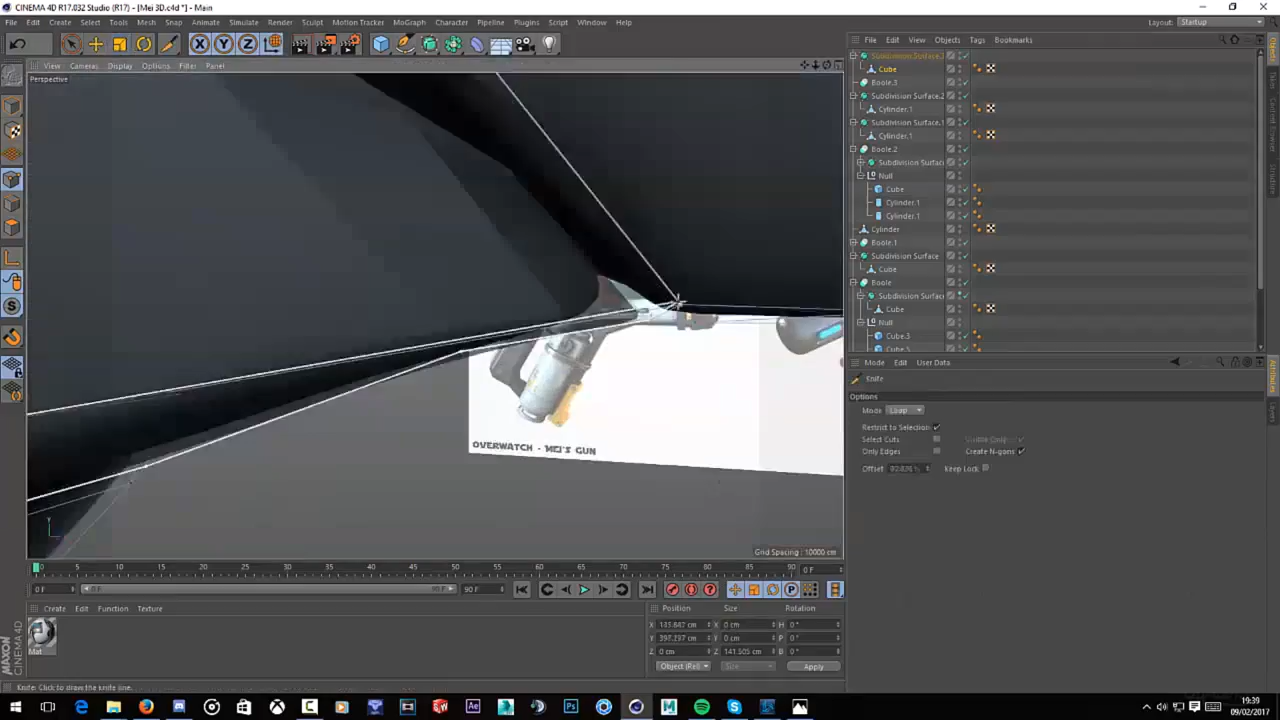 CINEMA 4D R17.032 Studio (R17) - [Mei 3D.c4d *] - Main
File Edit Create Select Tools Mesh Snap Animate Simulate Render Sculpt Motion Tracker MoGraph Character Pipeline Plugins Script Window Help
Layout: Startup
View Cameras Display Options Filter Panel
Perspective
OVERWATCH - MEI'S GUN
Grid Spacing : 10000 cm
File Edit View Objects Tags Bookmarks
Subdivision Surface
Cube
Boole.3
Subdivision Surface.2
Cylinder.1
Subdivision Surface.1
Cylinder.1
Boole.2
Subdivision Surface
Null
Cube
Cylinder.1
Cylinder.1
Cylinder
Boole.1
Subdivision Surface
Cube
Boole
Subdivision Surface
Cube
Null
Cube.3
Mode Edit User Data
Knife
Options
Mode Loop
Restrict to Selection
Select Cuts
Only Edges Create N-gons
Offset Keep Lock
0 5 10 15 20 25 30 35 40 45 50 55 60 65 70 75 80 85 90 0 F
0 F 90 F
Create Edit Function Texture
Mat
MAXON CINEMA 4D
Position Size Rotation
X 0 cm H 0 °
Y 397.297 cm Y 0 cm P 0 °
Z 0 cm Z 141.505 cm B 0 °
Object (Rel) Size Apply
Knife: Click to draw the knife line.
19:39
09/02/2017